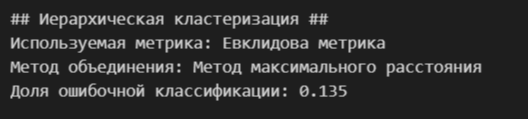 ## Иерархическая кластеризация ##
Используемая метрика: Евклидова метрика
Метод объединения: Метод максимального расстояния
Доля ошибочной классификации: 0.135